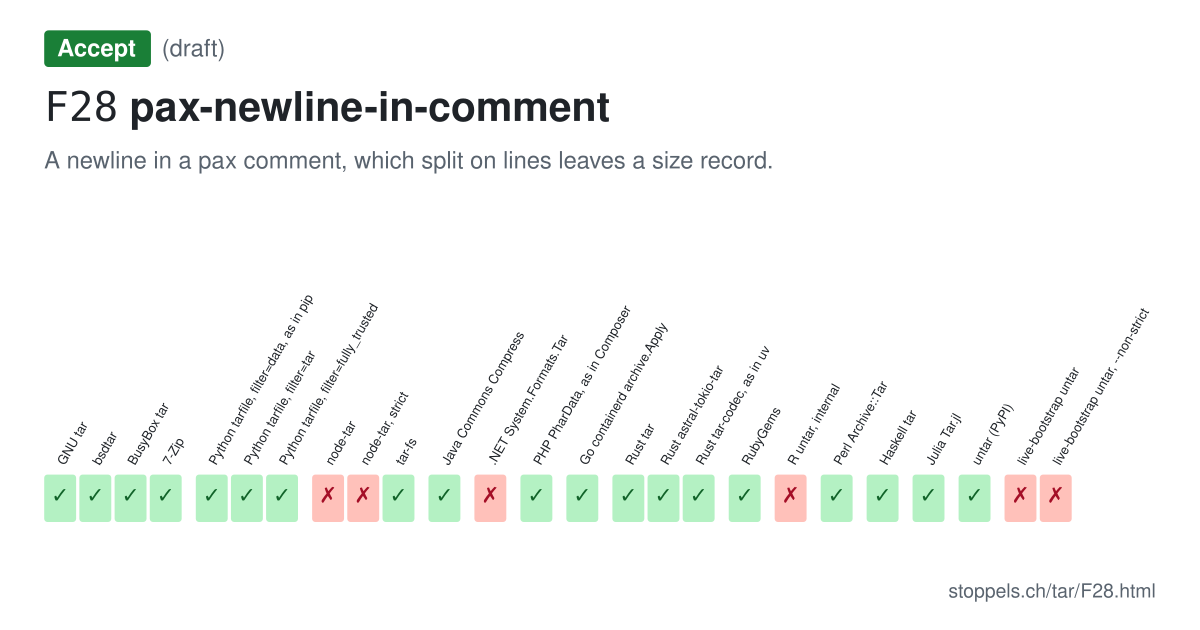 Accept (draft)
F28 pax-newline-in-comment
A newline in a pax comment, which split on lines leaves a size record.
GNU tar
bsdtar
BusyBox tar
7-Zip
Python tarfile, filter=data, as in pip
Python tarfile, filter=tar
Python tarfile, filter=fully_trusted
node-tar
node-tar, strict
tar-fs
Java Commons Compress
.NET System.Formats.Tar
PHP PharData, as in Composer
Go containerd archive.Apply
Rust tar
Rust astral-tokio-tar
Rust tar-codec, as in uv
RubyGems
R untar, internal
Perl Archive::Tar
Haskell tar
Julia Tar.jl
untar (PyPI)
live-bootstrap untar
live-bootstrap untar, --non-strict
✓ ✓ ✓ ✓ ✓ ✓ ✓ ✗ ✗ ✓ ✓ ✗ ✓ ✓ ✓ ✓ ✓ ✓ ✗ ✓ ✓ ✓ ✓ ✗ ✗
stoppels.ch/tar/F28.html